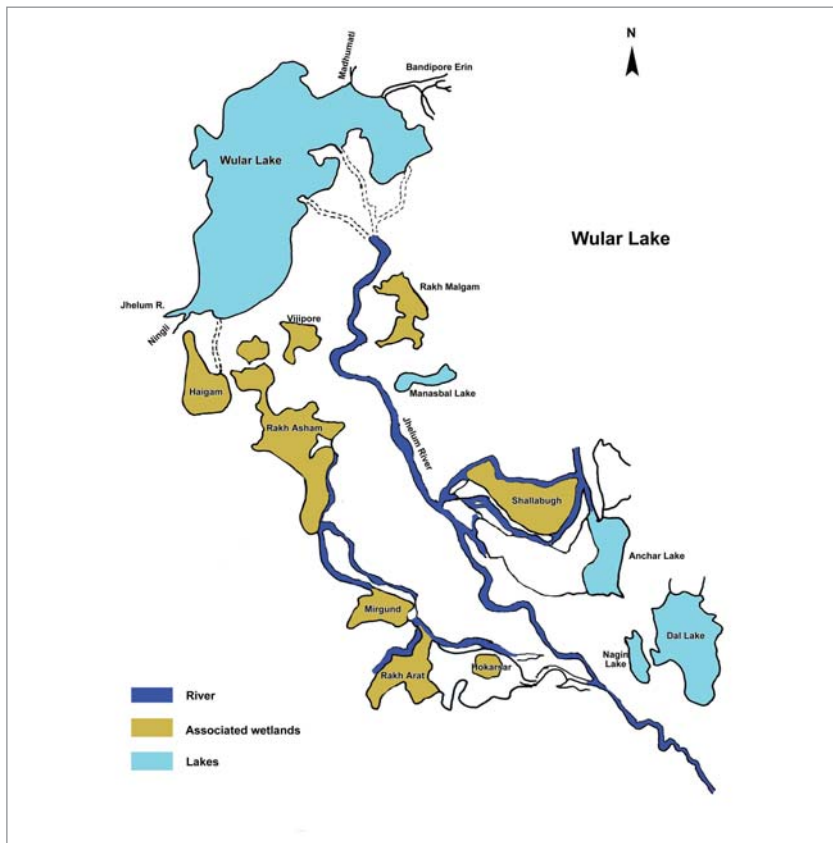 N
Madhumati
Bandipore Erin
Wular Lake
Wular Lake
Rakh Malgam
Jhelum R.
Ningli
Vijipore
Manasbal Lake
Haigam
Rakh Asham
Jhelum River
Shallabugh
Anchar Lake
Mirgund
Dal Lake
Nagin
Lake
Hokarsar
Rakh Arat
River
Associated wetlands
Lakes